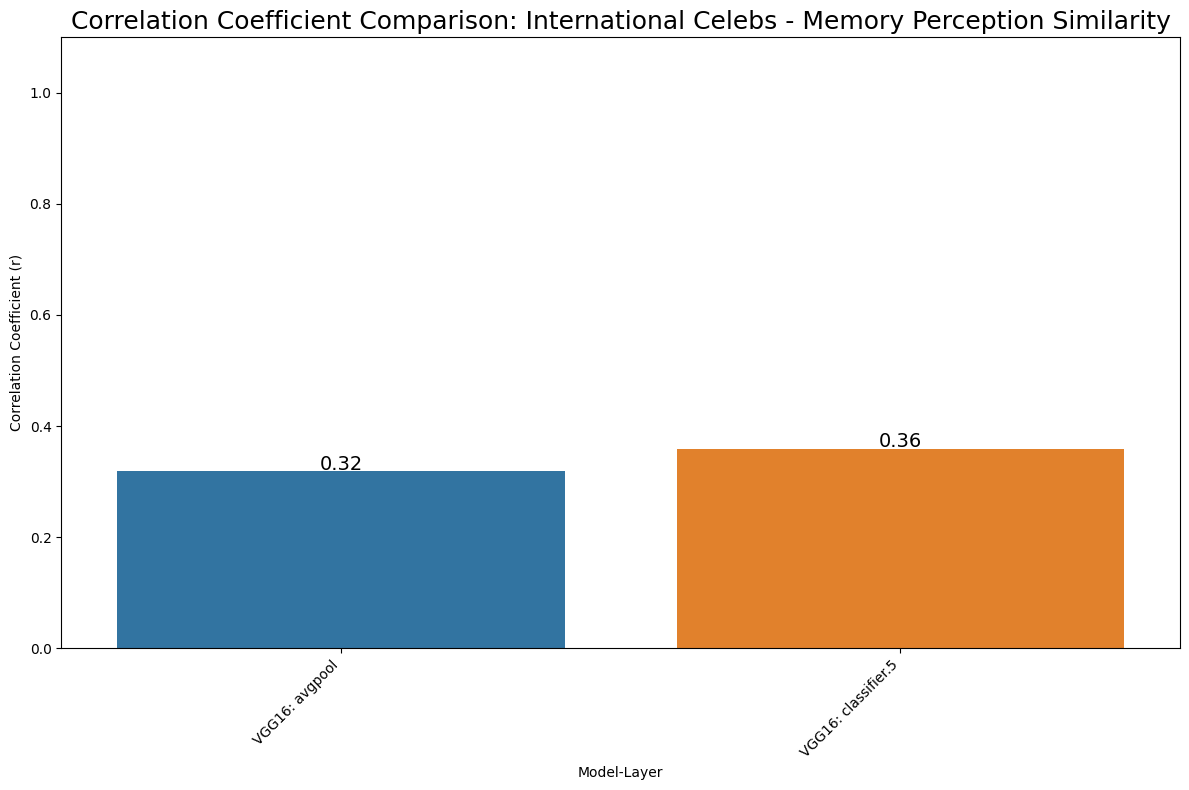 Correlation Coefficient Comparison: International Celebs - Memory Perception Similarity
1.0
0.8
0.6
0.4
0.2
0.0
Correlation Coefficient (r)
0.32
0.36
VGG16: avgpool
VGG16: classifier.5
Model-Layer